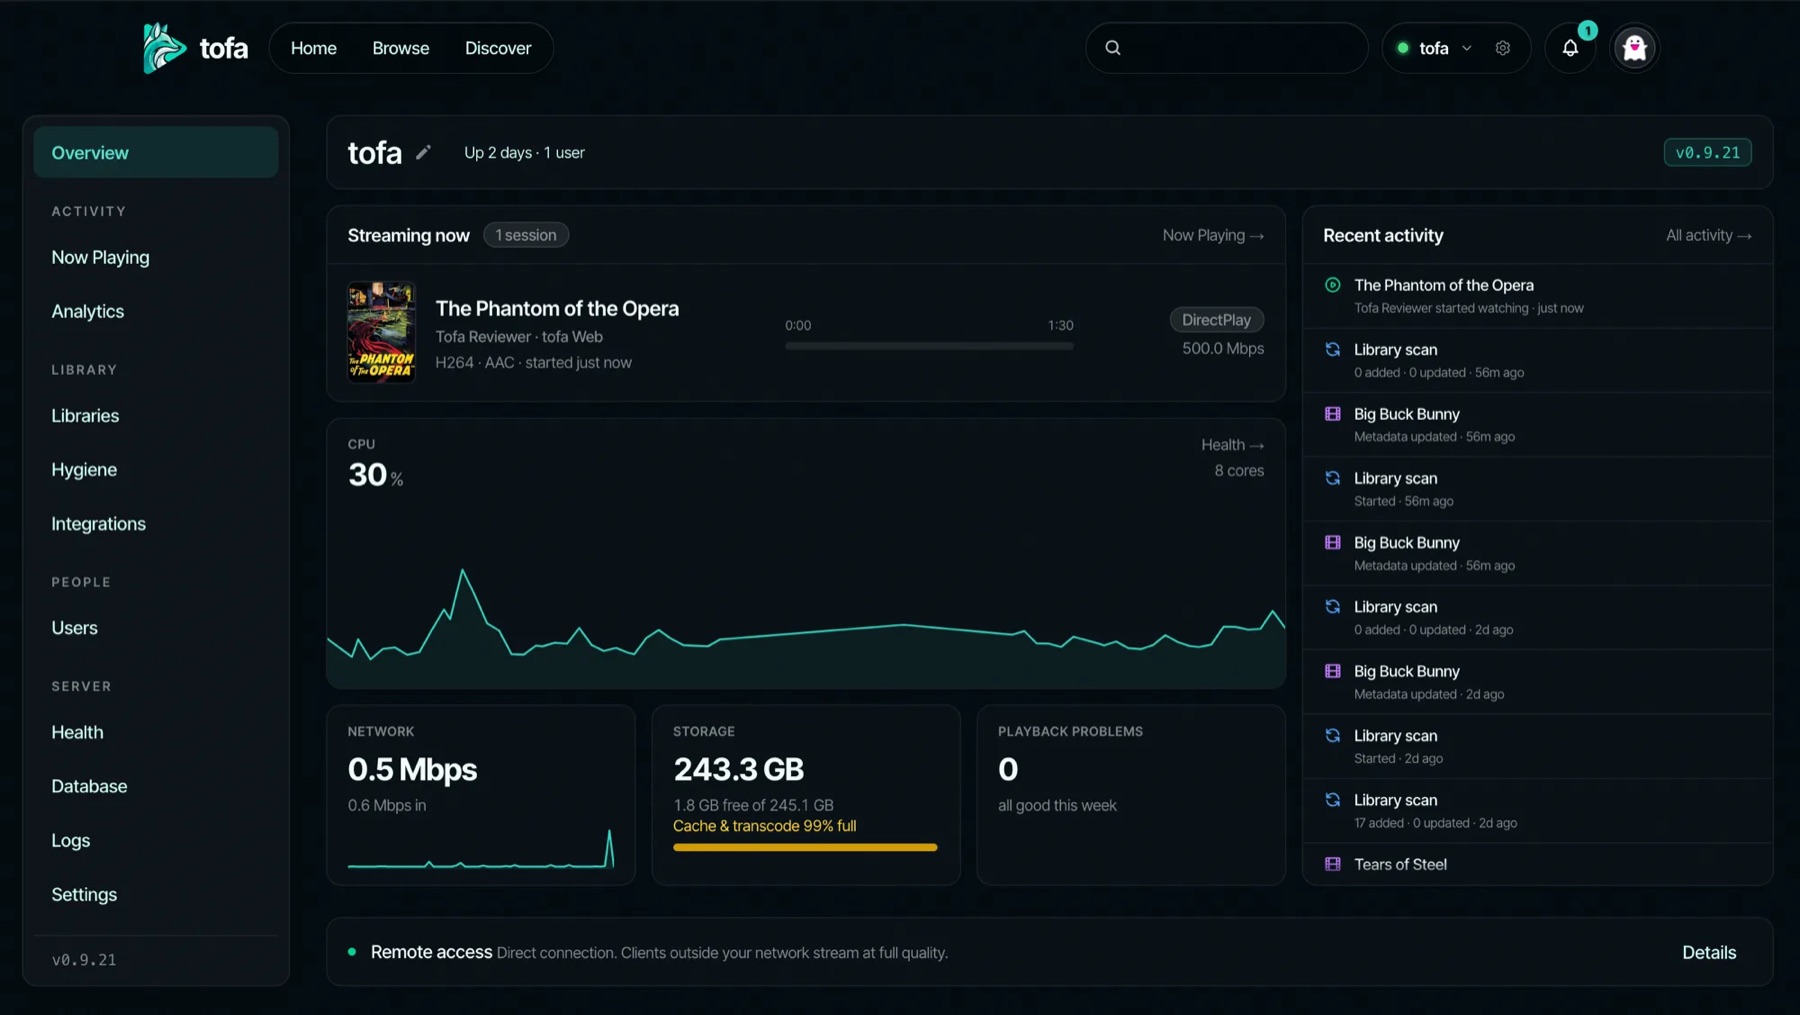 tofa
Home
Browse
Discover
tofa
1
Overview
ACTIVITY
Now Playing
Analytics
LIBRARY
Libraries
Hygiene
Integrations
PEOPLE
Users
SERVER
Health
Database
Logs
Settings
v0.9.21
tofa
Up 2 days · 1 user
v0.9.21
Streaming now
1 session
Now Playing →
THE PHANTOM
OF THE OPERA
The Phantom of the Opera
Tofa Reviewer · tofa Web
H264 · AAC · started just now
0:00
1:30
DirectPlay
500.0 Mbps
CPU
30 %
Health →
8 cores
NETWORK
0.5 Mbps
0.6 Mbps in
STORAGE
243.3 GB
1.8 GB free of 245.1 GB
Cache & transcode 99% full
PLAYBACK PROBLEMS
0
all good this week
Recent activity
All activity →
The Phantom of the Opera
Tofa Reviewer started watching · just now
Library scan
0 added · 0 updated · 56m ago
Big Buck Bunny
Metadata updated · 56m ago
Library scan
Started · 56m ago
Big Buck Bunny
Metadata updated · 56m ago
Library scan
0 added · 0 updated · 2d ago
Big Buck Bunny
Metadata updated · 2d ago
Library scan
Started · 2d ago
Library scan
17 added · 0 updated · 2d ago
Tears of Steel
Remote access Direct connection. Clients outside your network stream at full quality.
Details